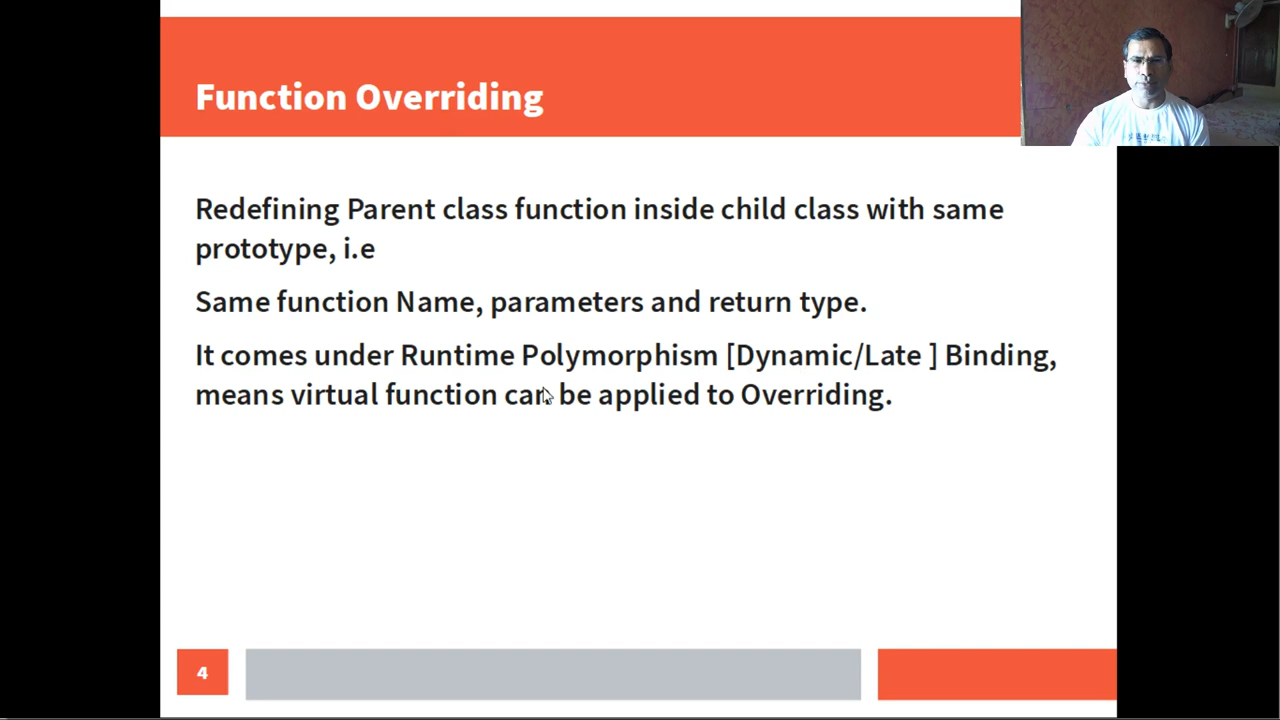 Function Overriding
Redefining Parent class function inside child class with same
prototype, i.e
Same function Name, parameters and return type.
It comes under Runtime Polymorphism [Dynamic/Late ] Binding,
means virtual function can be applied to Overriding.
4